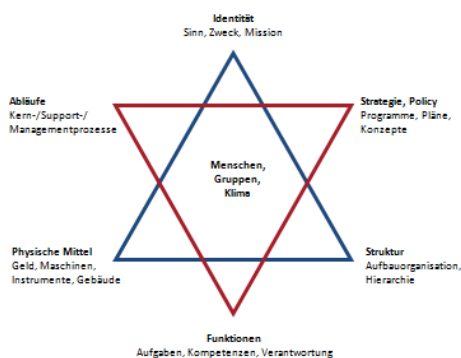 Identität
Sinn, Zweck, Mission
Abläufe
Kern-/Support-/
Managementprozesse
Strategie, Policy
Programme, Pläne,
Konzepte
Menschen,
Gruppen,
Klima
Physische Mittel
Geld, Maschinen,
Instrumente, Gebäude
Struktur
Aufbauorganisation,
Hierarchie
Funktionen
Aufgaben, Kompetenzen, Verantwortung